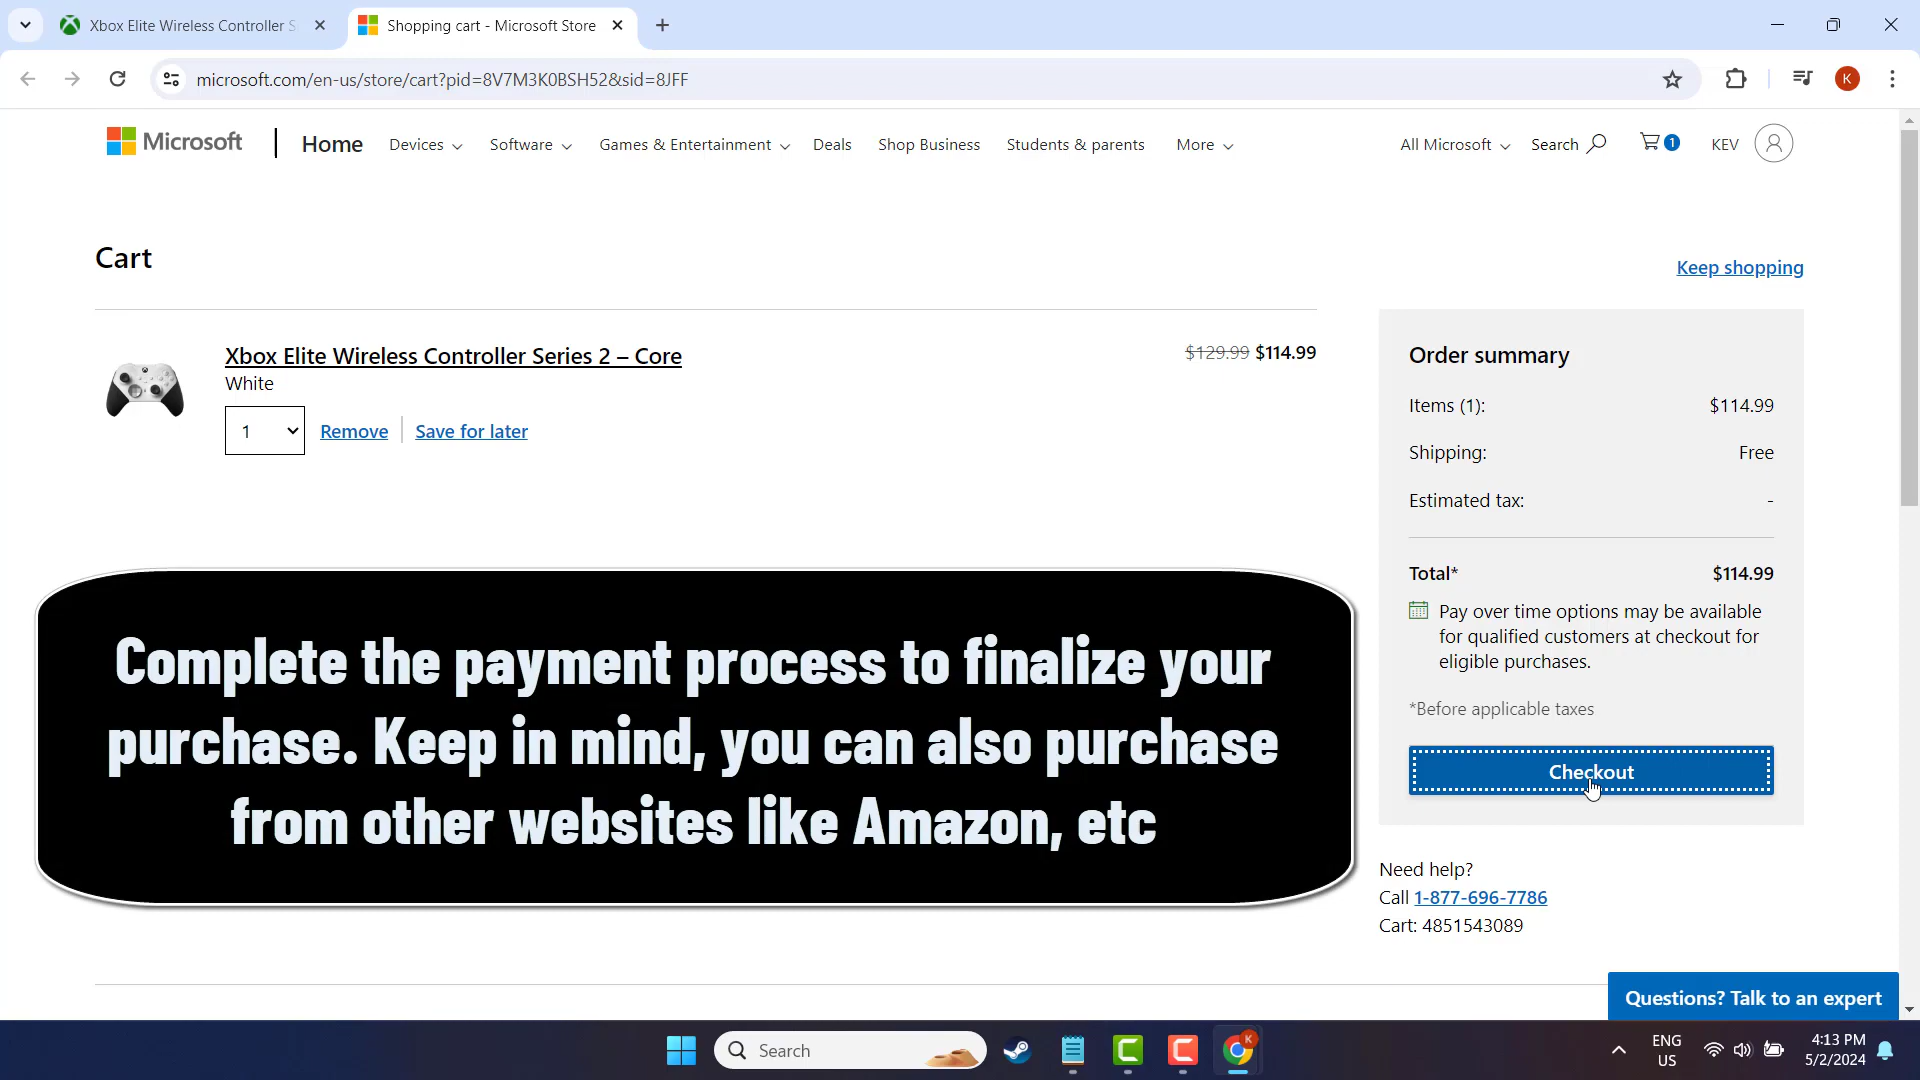 Xbox Elite Wireless Controller S
Shopping cart - Microsoft Store
microsoft.com/en-us/store/cart?pid=8V7M3K0BSH52&sid=8JFF
K
Microsoft
Home
Devices
Software
Games & Entertainment
Deals
Shop Business
Students & parents
More
All Microsoft
Search
1
KEV
Cart
Keep shopping
Xbox Elite Wireless Controller Series 2 – Core
$129.99 $114.99
White
1
Remove
Save for later
Order summary
Items (1): $114.99
Shipping: Free
Estimated tax: -
Total* $114.99
Pay over time options may be available
for qualified customers at checkout for
eligible purchases.
*Before applicable taxes
Checkout
Complete the payment process to finalize your
purchase. Keep in mind, you can also purchase
from other websites like Amazon, etc
Need help?
Call 1-877-696-7786
Cart: 4851543089
Questions? Talk to an expert
Search
K
ENG
US
4:13 PM
5/2/2024